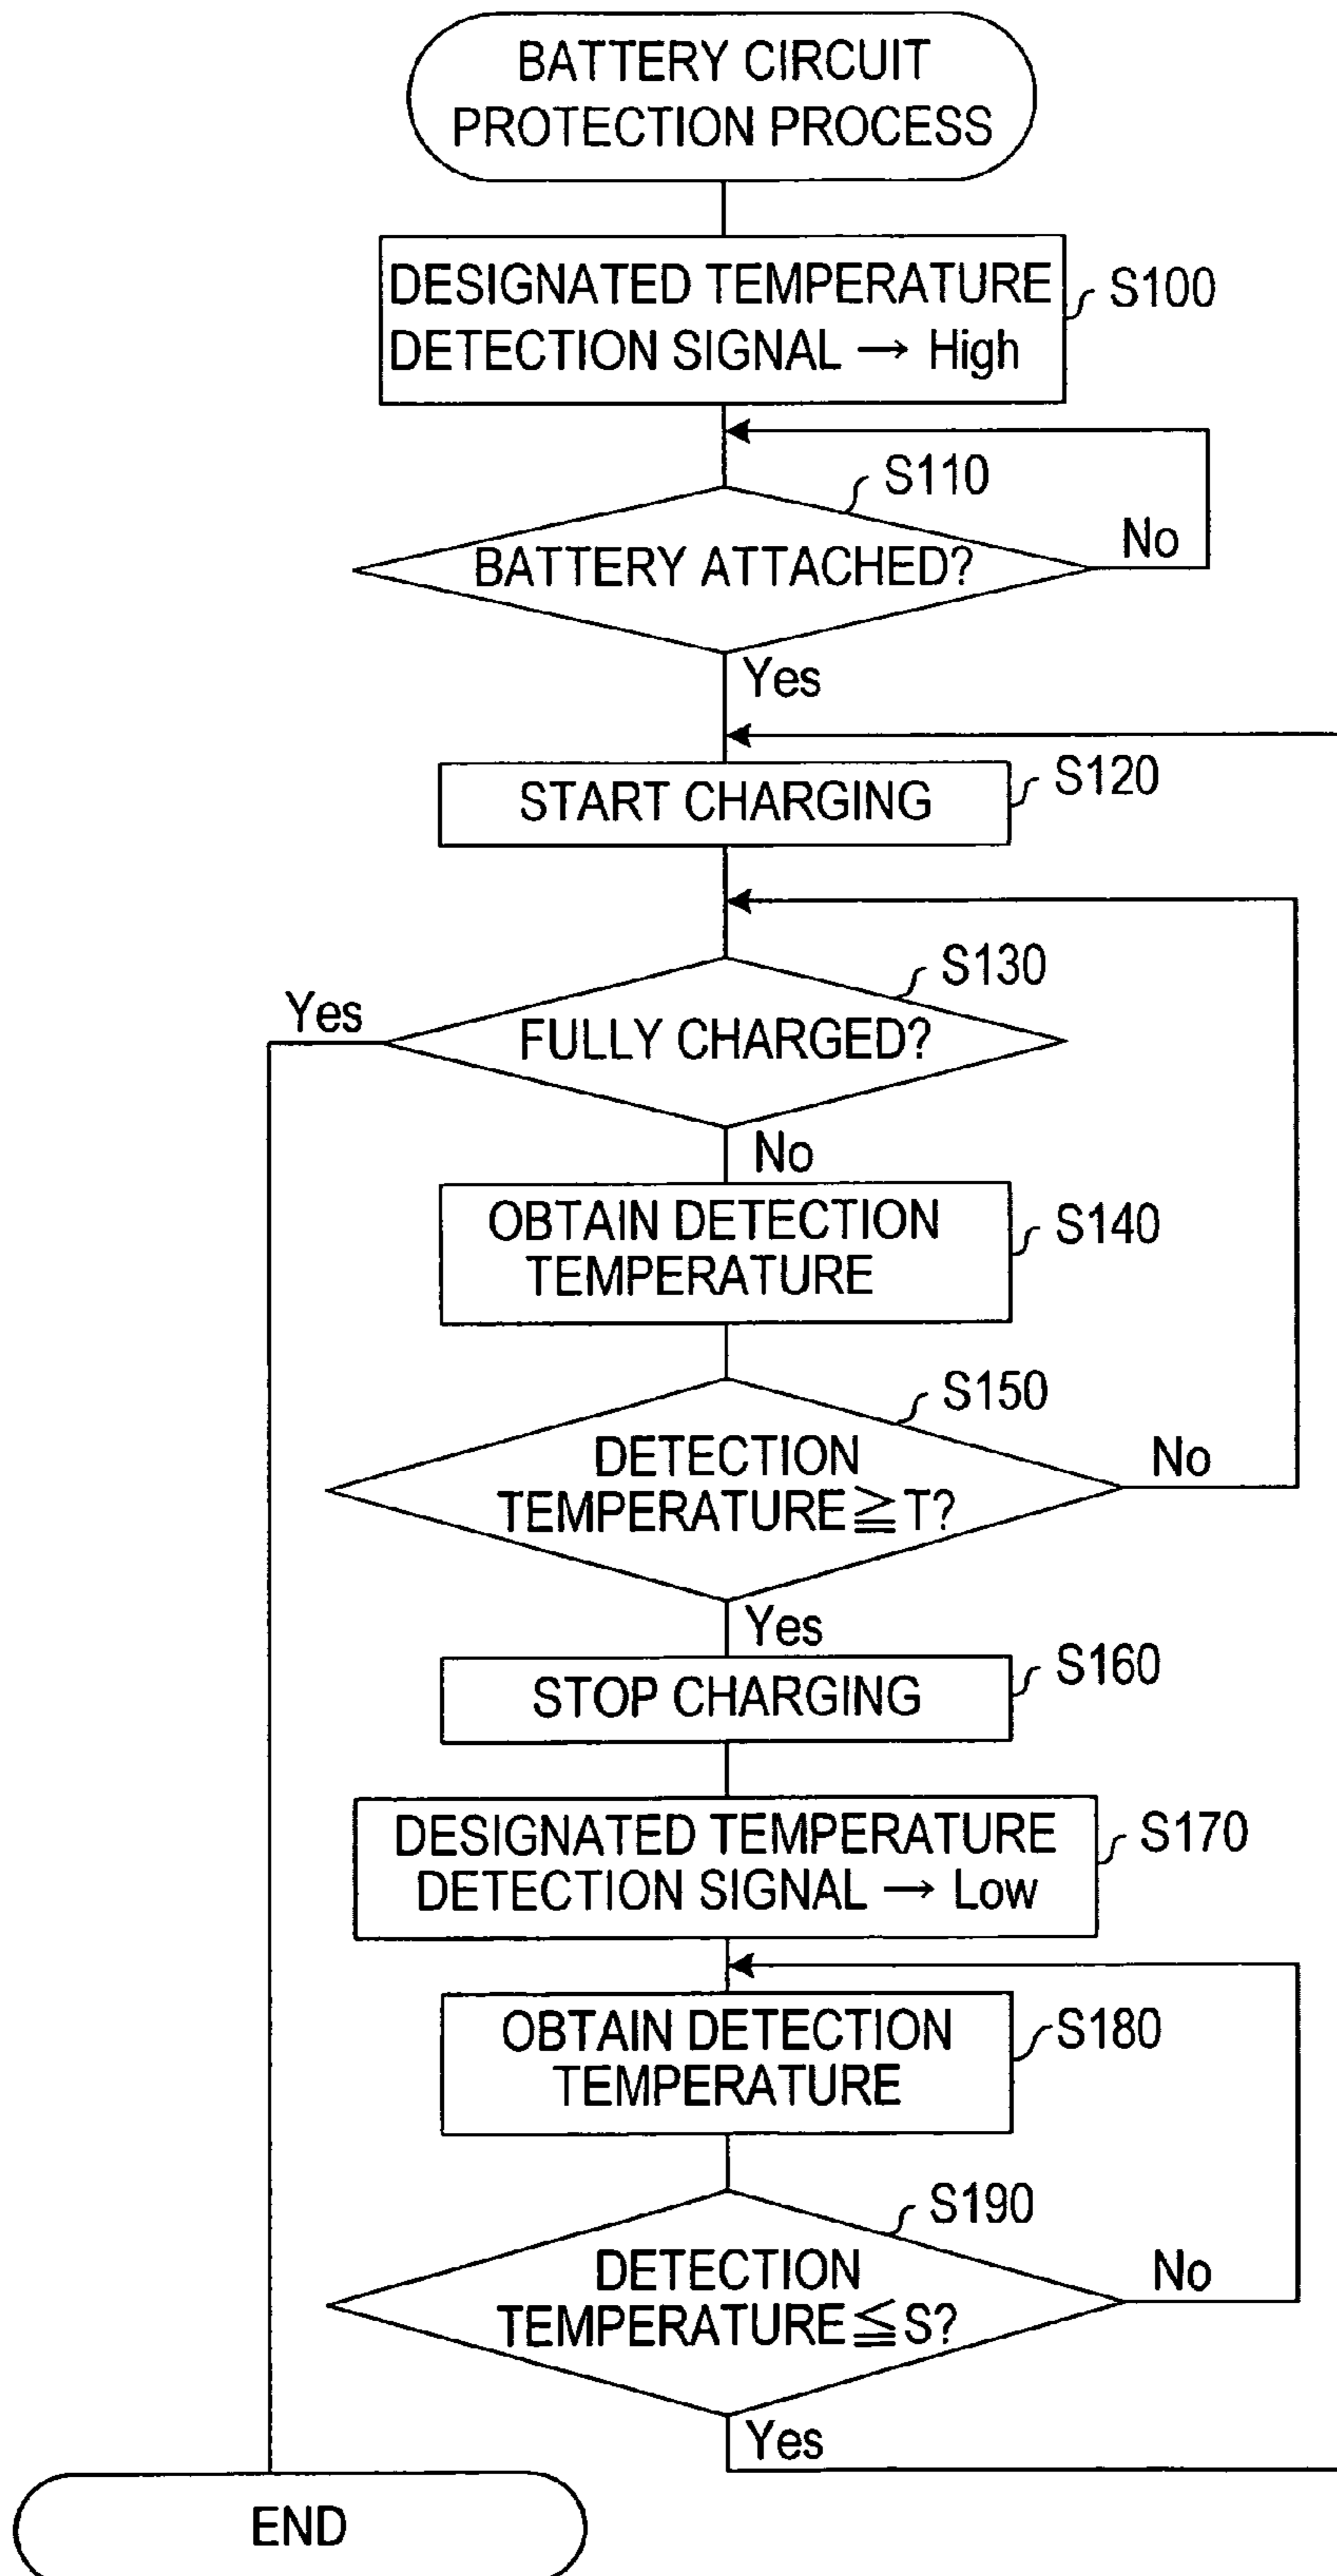 BATTERY CIRCUIT
PROTECTION PROCESS
DESIGNATED TEMPERATURE
DETECTION SIGNAL → High
S100
S110
BATTERY ATTACHED?
No
Yes
START CHARGING
S120
S130
Yes
FULLY CHARGED?
No
OBTAIN DETECTION
TEMPERATURE
S140
S150
DETECTION
TEMPERATURE≧T?
No
Yes
STOP CHARGING
S160
DESIGNATED TEMPERATURE
DETECTION SIGNAL → Low
S170
OBTAIN DETECTION
TEMPERATURE
S180
S190
DETECTION
TEMPERATURE≦S?
No
Yes
END